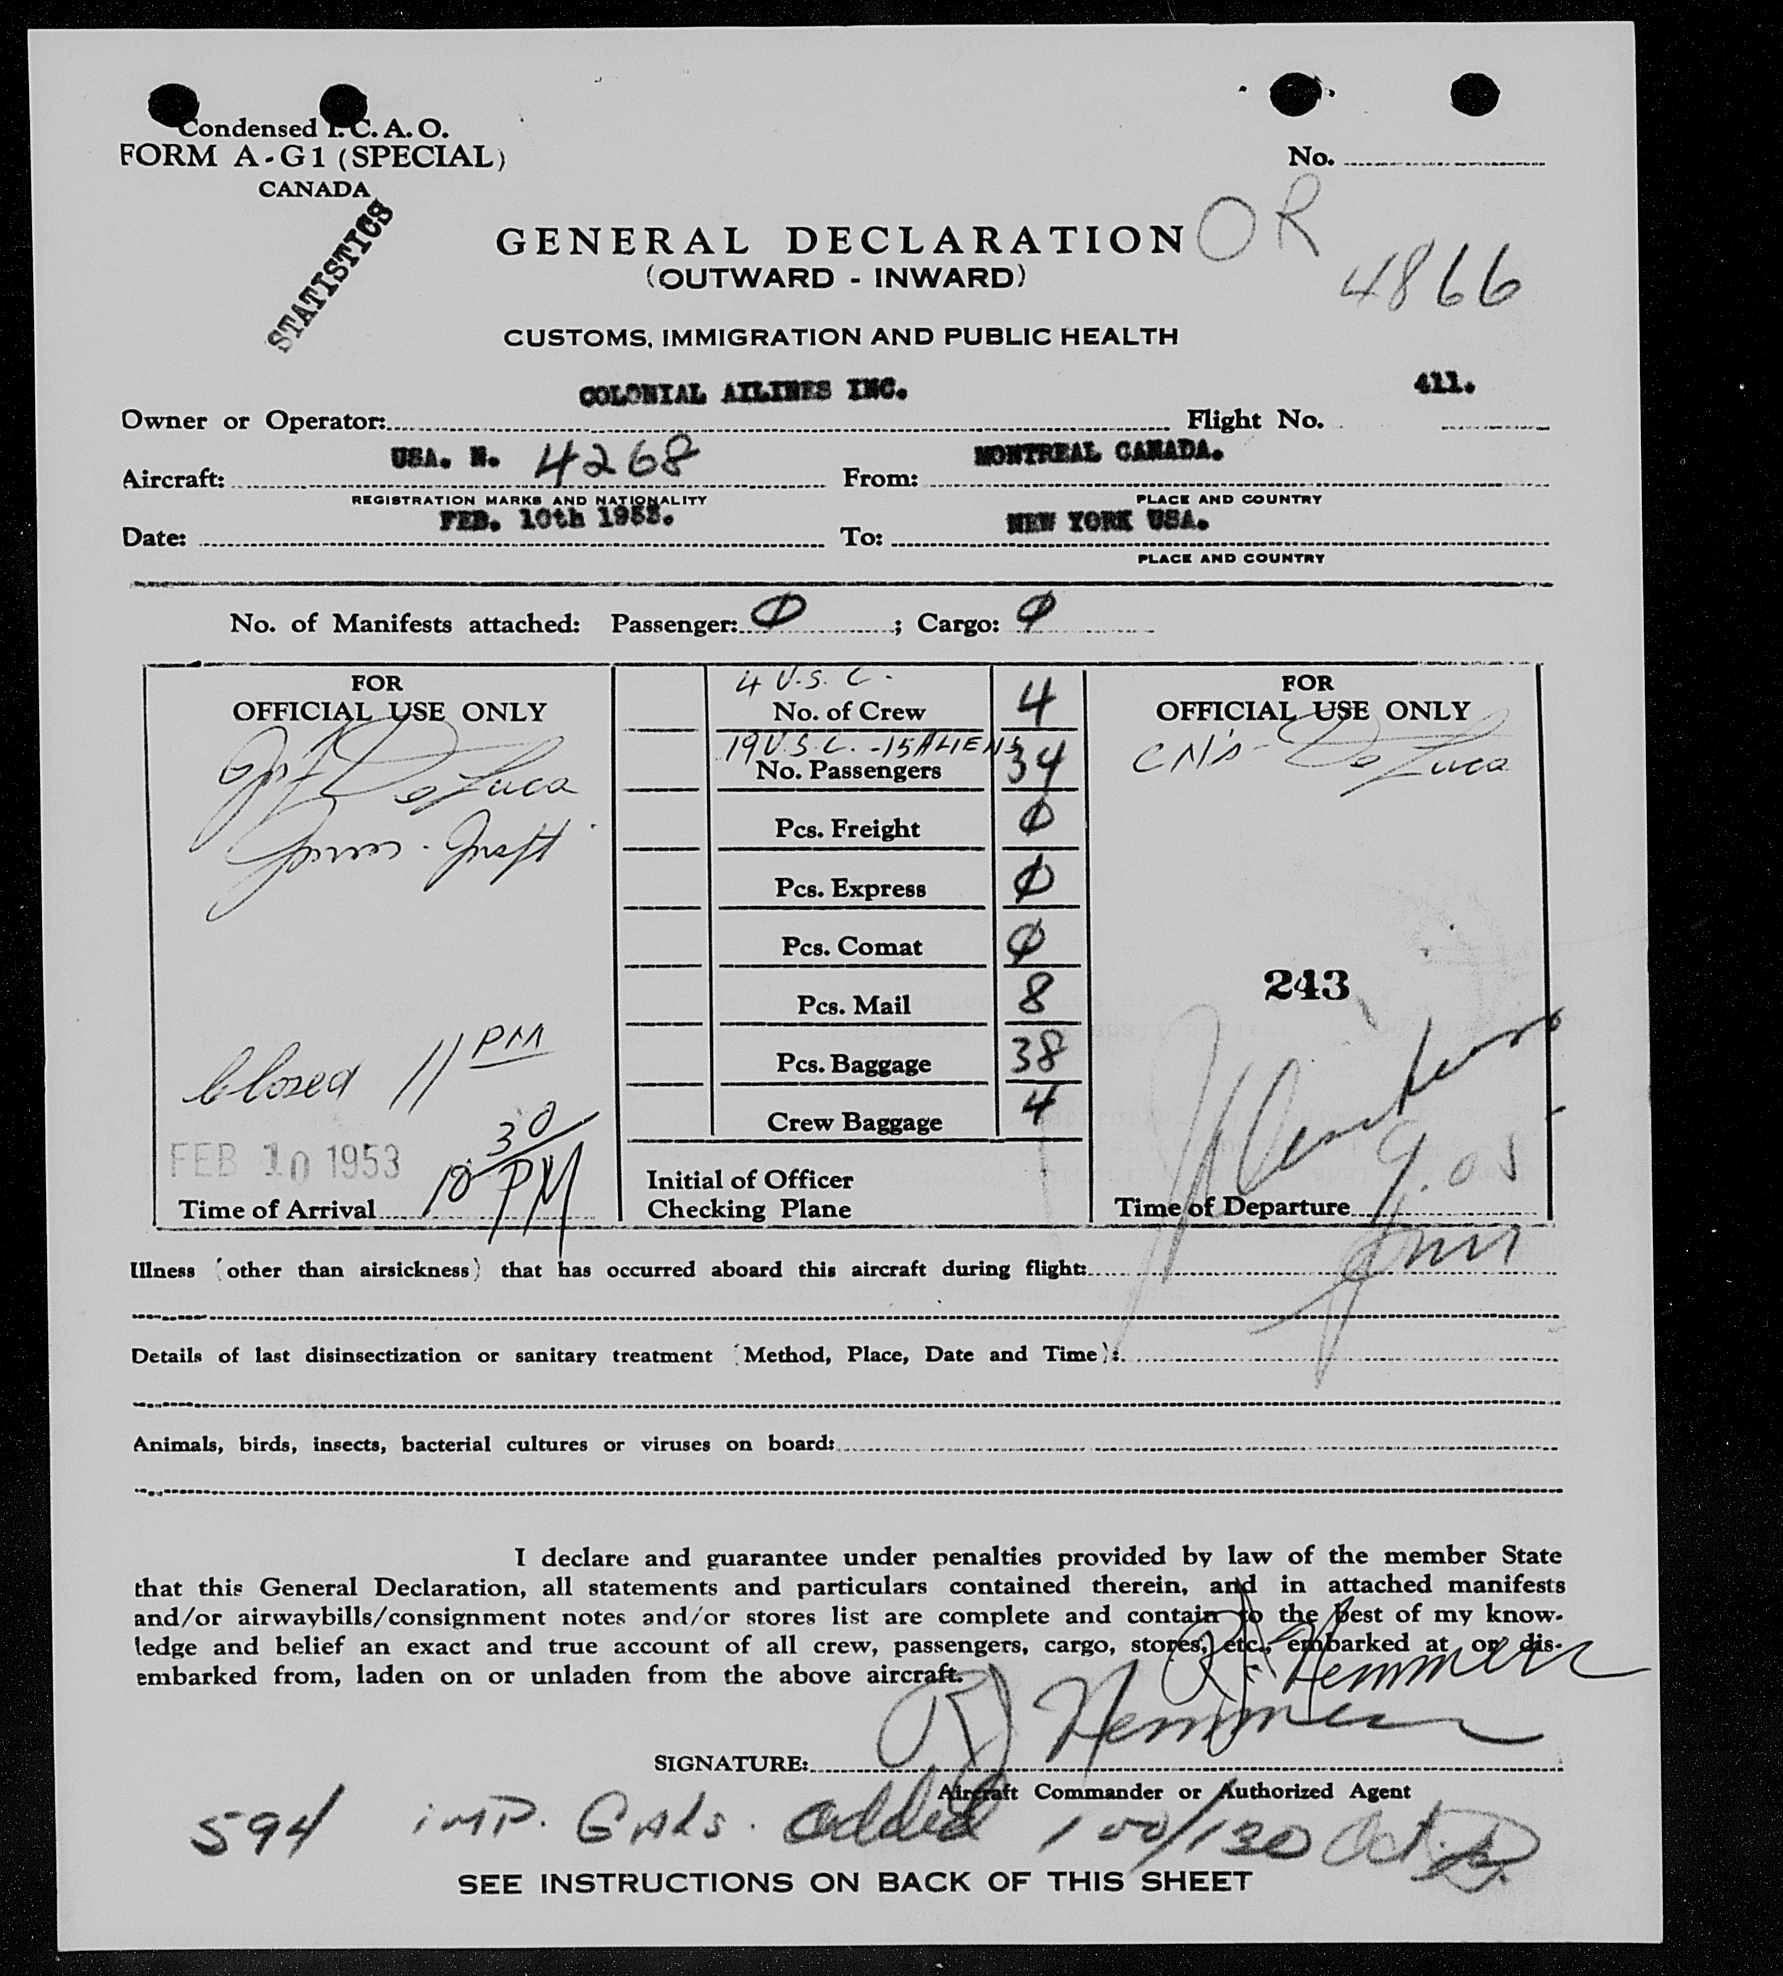 Condensed I. C. A. O.
FORM A-G1 (SPECIAL)
CANADA
No.
STATISTICS
OR
4866
GENERAL DECLARATION
(OUTWARD - INWARD)
CUSTOMS, IMMIGRATION AND PUBLIC HEALTH
COLONIAL AILINES INC. 411.
Owner or Operator: Flight No.
USA. N. 4268 MONTREAL CANADA.
Aircraft: From:
REGISTRATION MARKS AND NATIONALITY PLACE AND COUNTRY
FEB. 10th 1953. NEW YORK USA.
Date: To:
PLACE AND COUNTRY
No. of Manifests attached: Passenger: 0 ; Cargo: 0
FOR
OFFICIAL USE ONLY
De Luca
closed 11 PM
FEB 10 1953
10 30 PM
Time of Arrival
4 U.S.C.
No. of Crew 4
19 U.S.C. - 15 ALIENS
No. Passengers 34
Pcs. Freight 0
Pcs. Express 0
Pcs. Comat 0
Pcs. Mail 8
Pcs. Baggage 38
Crew Baggage 4
Initial of Officer
Checking Plane
FOR
OFFICIAL USE ONLY
De Luca
243
9.05
Time of Departure
Illness (other than airsickness) that has occurred aboard this aircraft during flight:
Details of last disinsectization or sanitary treatment (Method, Place, Date and Time):
Animals, birds, insects, bacterial cultures or viruses on board:
I declare and guarantee under penalties provided by law of the member State
that this General Declaration, all statements and particulars contained therein, and in attached manifests
and/or airwaybills/consignment notes and/or stores list are complete and contain to the best of my know-
ledge and belief an exact and true account of all crew, passengers, cargo, stores, etc., embarked at or dis-
embarked from, laden on or unladen from the above aircraft.
SIGNATURE:
Aircraft Commander or Authorized Agent
594 IMP. GALS. added 100/130 Oct.
SEE INSTRUCTIONS ON BACK OF THIS SHEET